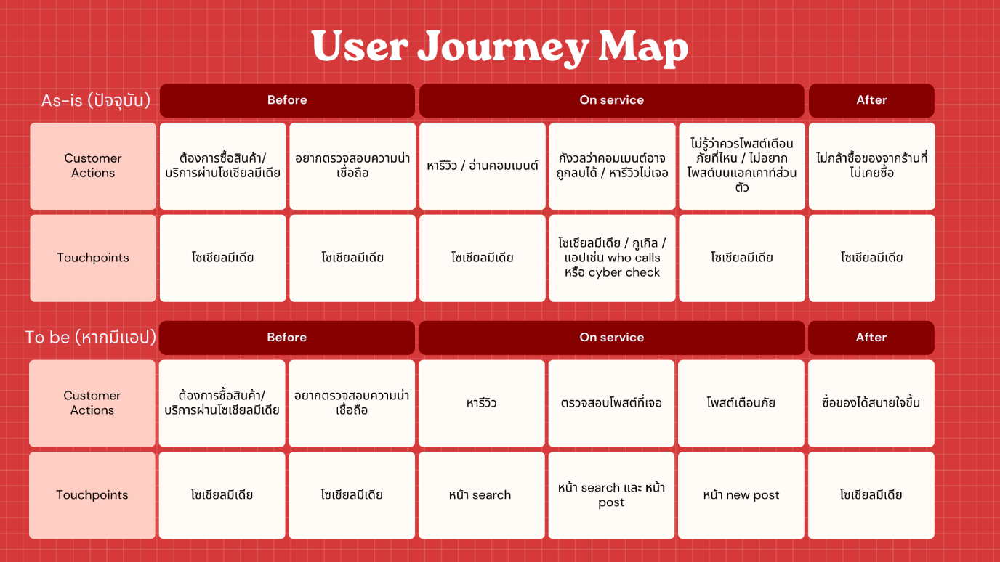 User Journey Map
As-is (ปัจจุบัน)
Before
On service
After
Customer
Actions
ต้องการซื้อสินค้า/
บริการผ่านโซเชียลมีเดีย
อยากตรวจสอบความน่า
เชื่อถือ
หารีวิว / อ่านคอมเมนต์
กังวลว่าคอมเมนต์อาจ
ถูกลบได้ / หารีวิวไม่เจอ
ไม่รู้ว่าควรโพสต์เตือน
ภัยที่ไหน / ไม่อยาก
โพสต์บนแอคเคาท์ส่วน
ตัว
ไม่กล้าซื้อของจากร้านที่
ไม่เคยซื้อ
Touchpoints
โซเชียลมีเดีย
โซเชียลมีเดีย
โซเชียลมีเดีย
โซเชียลมีเดีย / กูเกิล /
แอปเช่น who calls
หรือ cyber check
โซเชียลมีเดีย
โซเชียลมีเดีย
To be (หากมีแอป)
Before
On service
After
Customer
Actions
ต้องการซื้อสินค้า/
บริการผ่านโซเชียลมีเดีย
อยากตรวจสอบความน่า
เชื่อถือ
หารีวิว
ตรวจสอบโพสต์ที่เจอ
โพสต์เตือนภัย
ซื้อของได้สบายใจขึ้น
Touchpoints
โซเชียลมีเดีย
โซเชียลมีเดีย
หน้า search
หน้า search และ หน้า
post
หน้า new post
โซเชียลมีเดีย